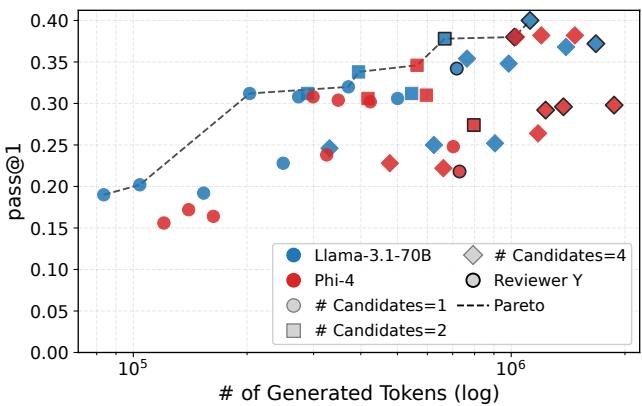 0.40
0.35
0.30
0.25
0.20
0.15
0.10
0.05
0.00
pass@1
Llama-3.1-70B
Phi-4
# Candidates=1
# Candidates=2
# Candidates=4
Reviewer Y
Pareto
10^5
10^6
# of Generated Tokens (log)